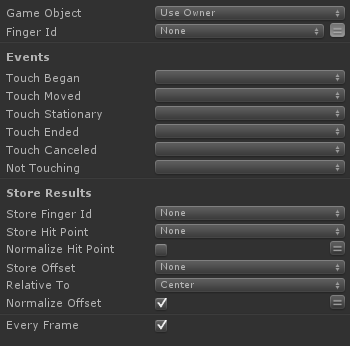 Game Object Use Owner
Finger Id None
Events
Touch Began
Touch Moved
Touch Stationary
Touch Ended
Touch Canceled
Not Touching
Store Results
Store Finger Id None
Store Hit Point None
Normalize Hit Point
Store Offset None
Relative To Center
Normalize Offset
Every Frame